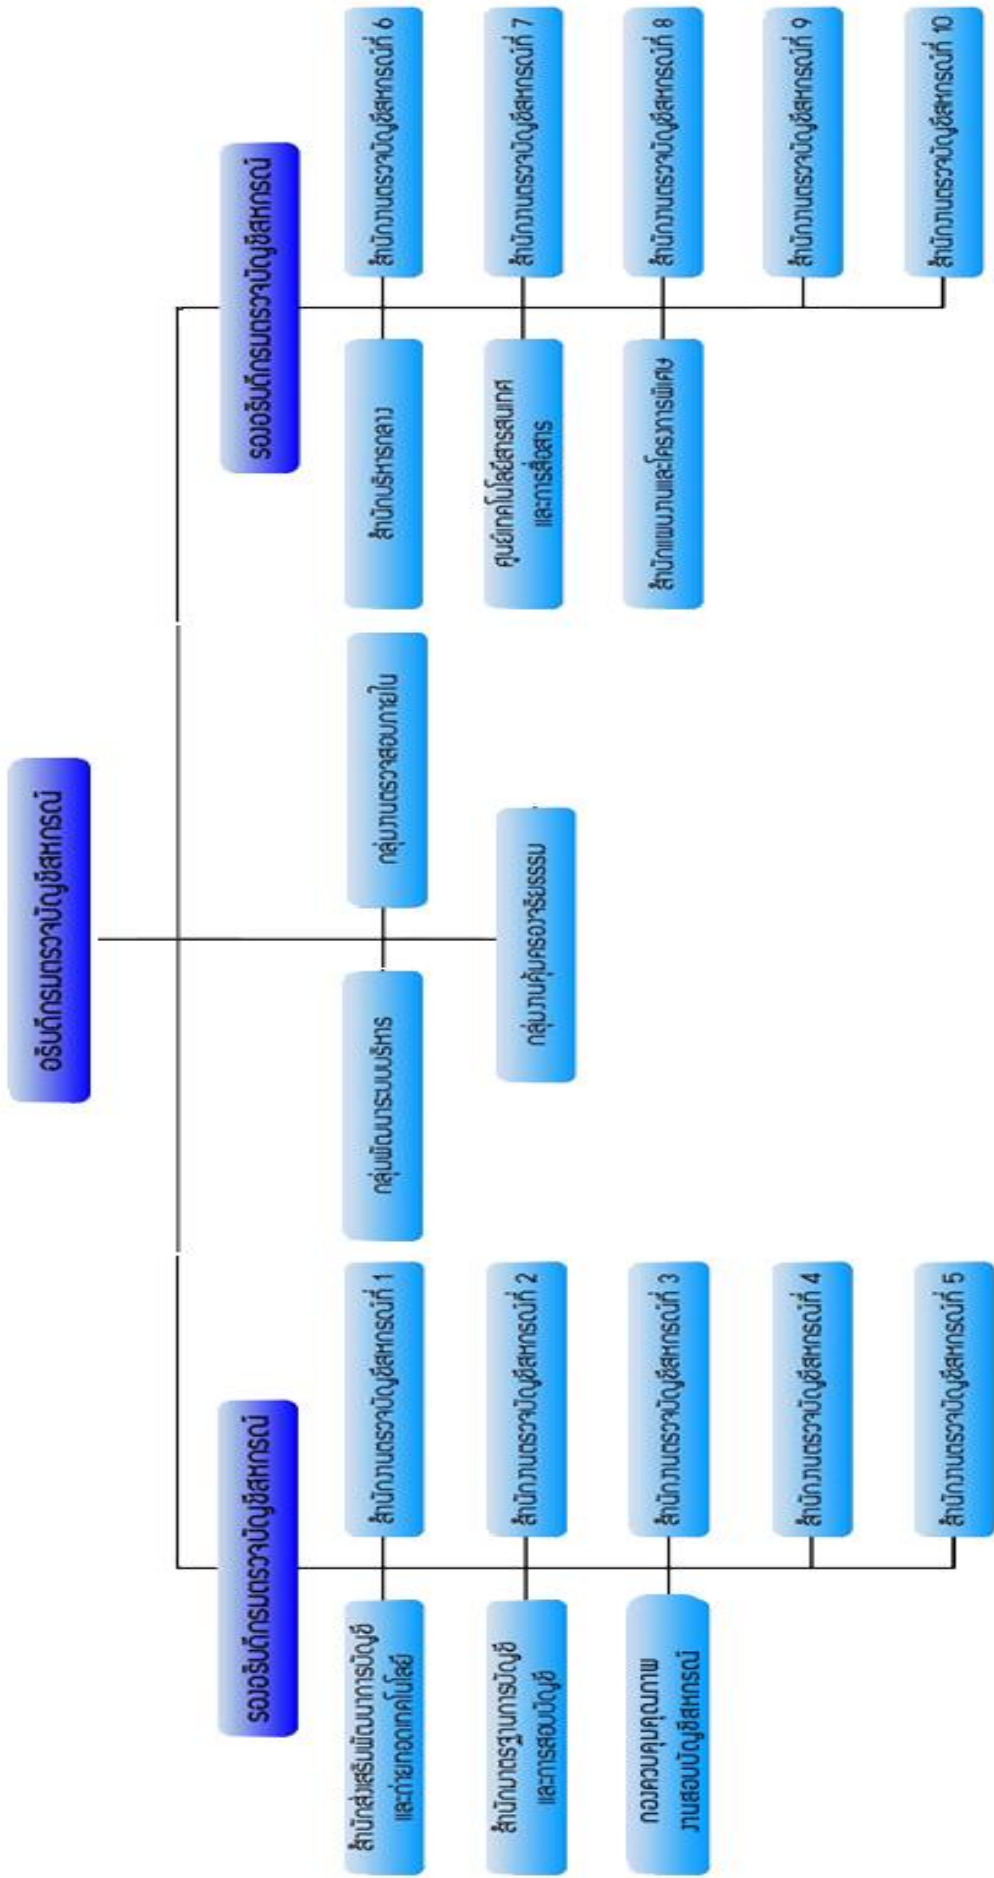 อธิบดีกรมตรวจบัญชีสหกรณ์
รองอธิบดีกรมตรวจบัญชีสหกรณ์
รองอธิบดีกรมตรวจบัญชีสหกรณ์
สำนักส่งเสริมพัฒนาการบัญชี
และถ่ายทอดเทคโนโลยี
สำนักงานตรวจบัญชีสหกรณ์ที่ 1
กลุ่มพัฒนาระบบบริหาร
กลุ่มงานตรวจสอบภายใน
สำนักบริหารกลาง
สำนักงานตรวจบัญชีสหกรณ์ที่ 6
สำนักมาตรฐานการบัญชี
และการสอบบัญชี
สำนักงานตรวจบัญชีสหกรณ์ที่ 2
กลุ่มงานคุ้มครองจริยธรรม
ศูนย์เทคโนโลยีสารสนเทศ
และการสื่อสาร
สำนักงานตรวจบัญชีสหกรณ์ที่ 7
กองควบคุมคุณภาพ
งานสอบบัญชีสหกรณ์
สำนักงานตรวจบัญชีสหกรณ์ที่ 3
สำนักแผนงานและโครงการพิเศษ
สำนักงานตรวจบัญชีสหกรณ์ที่ 8
สำนักงานตรวจบัญชีสหกรณ์ที่ 4
สำนักงานตรวจบัญชีสหกรณ์ที่ 9
สำนักงานตรวจบัญชีสหกรณ์ที่ 5
สำนักงานตรวจบัญชีสหกรณ์ที่ 10